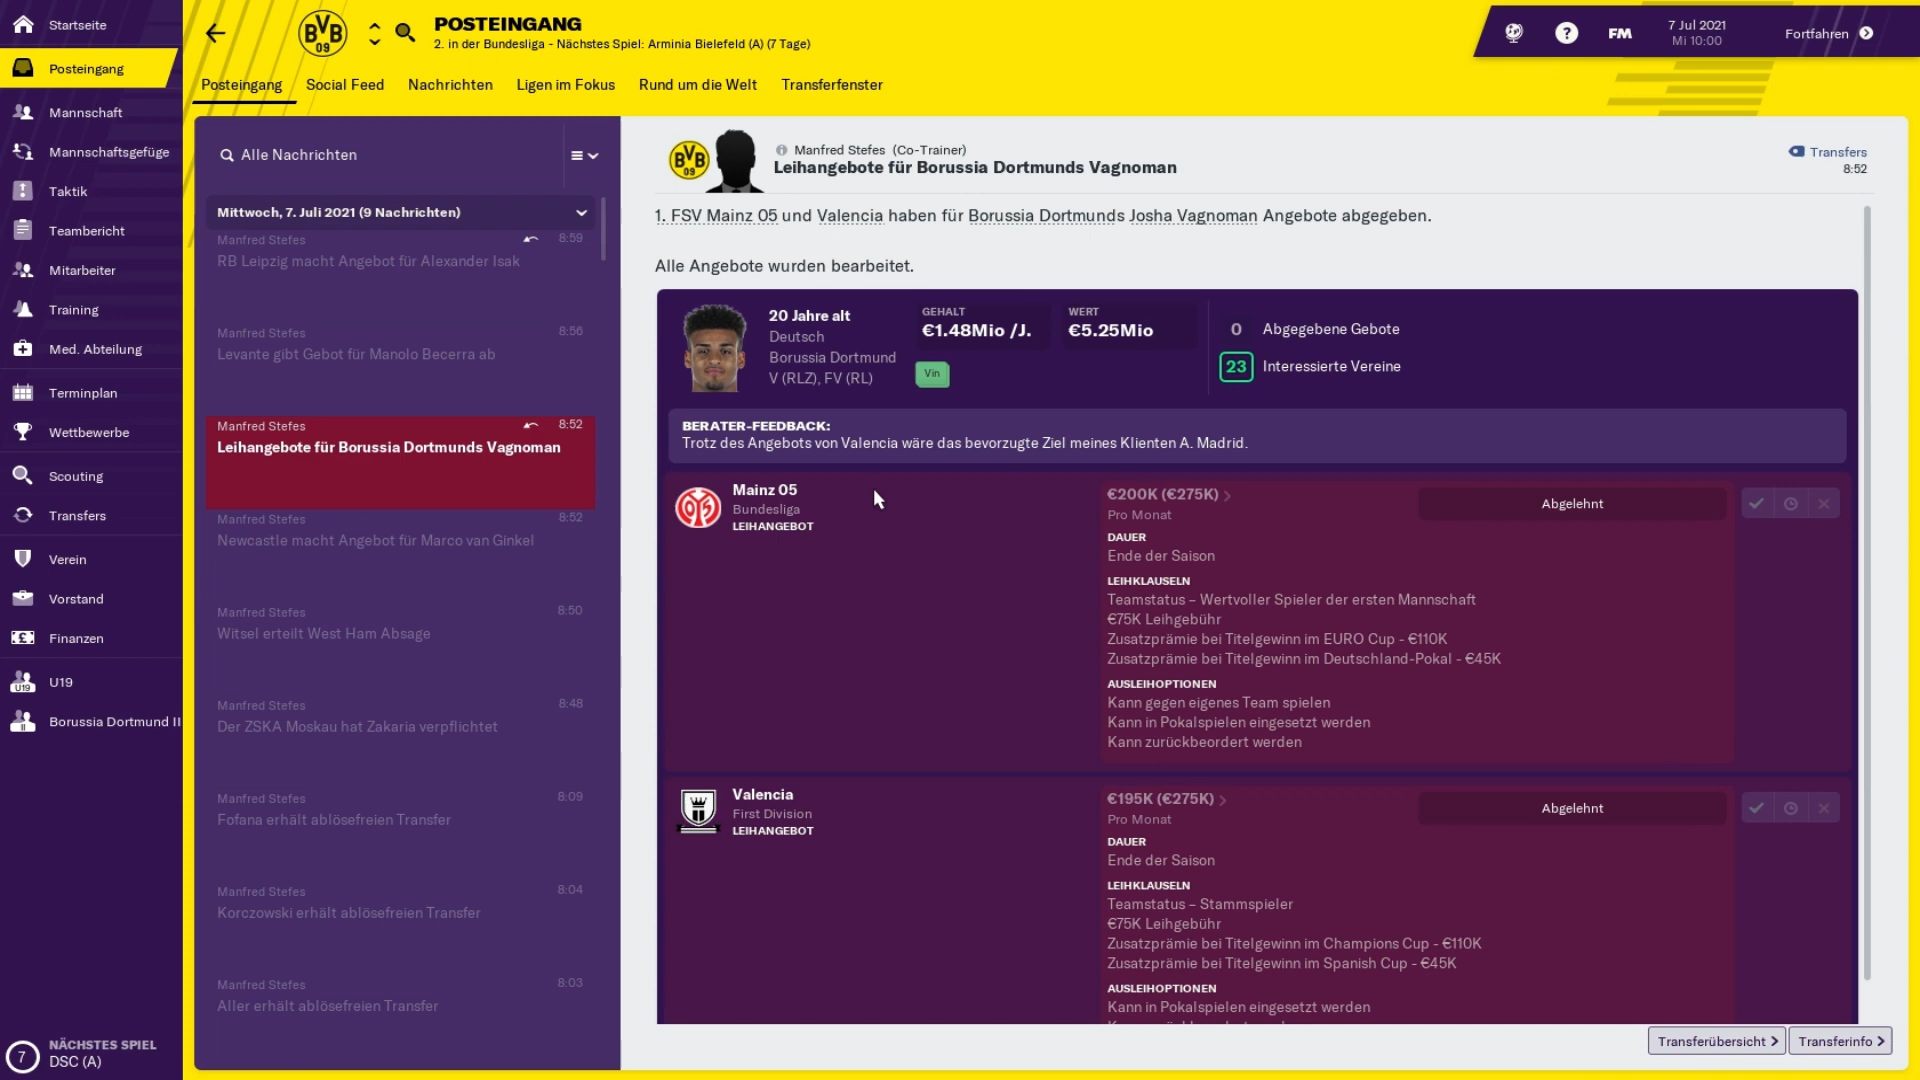 Startseite
Posteingang
Mannschaft
Mannschaftsgefüge
Taktik
Teambericht
Mitarbeiter
Training
Med. Abteilung
Terminplan
Wettbewerbe
Scouting
Transfers
Verein
Vorstand
Finanzen
U19
U19
II
Borussia Dortmund II
7
NÄCHSTES SPIEL
DSC (A)
BVB
09
POSTEINGANG
2. in der Bundesliga - Nächstes Spiel: Arminia Bielefeld (A) (7 Tage)
? FM
7 Jul 2021
Mi 10:00
Fortfahren
Posteingang Social Feed Nachrichten Ligen im Fokus Rund um die Welt Transferfenster
Alle Nachrichten
Mittwoch, 7. Juli 2021 (9 Nachrichten)
Manfred Stefes 8:59
RB Leipzig macht Angebot für Alexander Isak
Manfred Stefes 8:56
Levante gibt Gebot für Manolo Becerra ab
Manfred Stefes 8:52
Leihangebote für Borussia Dortmunds Vagnoman
Manfred Stefes 8:52
Newcastle macht Angebot für Marco van Ginkel
Manfred Stefes 8:50
Witsel erteilt West Ham Absage
Manfred Stefes 8:48
Der ZSKA Moskau hat Zakaria verpflichtet
Manfred Stefes 8:09
Fofana erhält ablösefreien Transfer
Manfred Stefes 8:04
Korczowski erhält ablösefreien Transfer
Manfred Stefes 8:03
Aller erhält ablösefreien Transfer
BVB
09
Manfred Stefes (Co-Trainer)
Leihangebote für Borussia Dortmunds Vagnoman
Transfers
8:52
1. FSV Mainz 05 und Valencia haben für Borussia Dortmunds Josha Vagnoman Angebote abgegeben.
Alle Angebote wurden bearbeitet.
20 Jahre alt
Deutsch
Borussia Dortmund
V (RLZ), FV (RL)
GEHALT
€1.48Mio /J.
WERT
€5.25Mio
Vin
0 Abgegebene Gebote
23 Interessierte Vereine
BERATER-FEEDBACK:
Trotz des Angebots von Valencia wäre das bevorzugte Ziel meines Klienten A. Madrid.
Mainz 05
Bundesliga
LEIHANGEBOT
€200K (€275K)
Pro Monat
Abgelehnt
DAUER
Ende der Saison
LEIHKLAUSELN
Teamstatus – Wertvoller Spieler der ersten Mannschaft
€75K Leihgebühr
Zusatzprämie bei Titelgewinn im EURO Cup - €110K
Zusatzprämie bei Titelgewinn im Deutschland-Pokal - €45K
AUSLEIHOPTIONEN
Kann gegen eigenes Team spielen
Kann in Pokalspielen eingesetzt werden
Kann zurückbeordert werden
Valencia
First Division
LEIHANGEBOT
€195K (€275K)
Pro Monat
Abgelehnt
DAUER
Ende der Saison
LEIHKLAUSELN
Teamstatus – Stammspieler
€75K Leihgebühr
Zusatzprämie bei Titelgewinn im Champions Cup - €110K
Zusatzprämie bei Titelgewinn im Spanish Cup - €45K
AUSLEIHOPTIONEN
Kann in Pokalspielen eingesetzt werden
Transferübersicht
Transferinfo